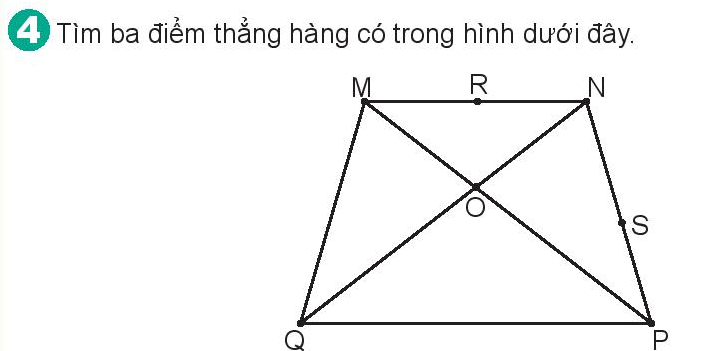 4 Tìm ba điểm thẳng hàng có trong hình dưới đây.
M R N
O
S
Q P